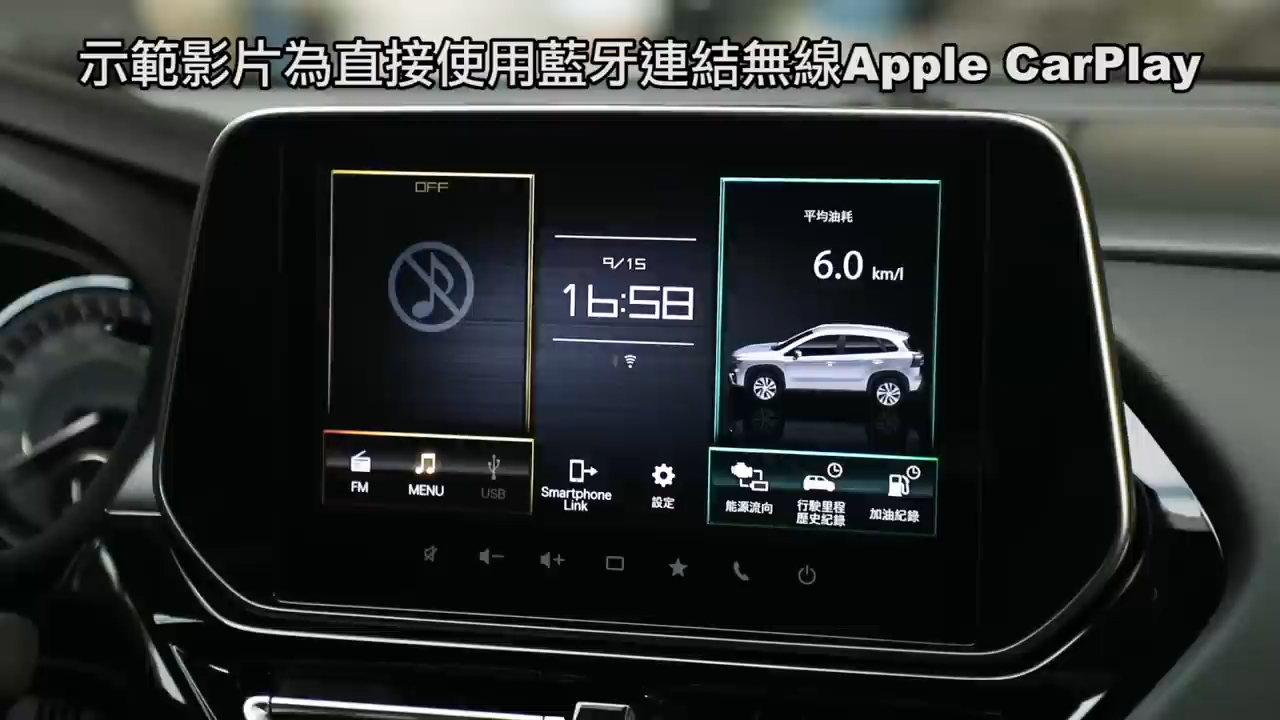 示範影片為直接使用藍牙連結無線Apple CarPlay
OFF
9/15
16:58
平均油耗
6.0 km/l
FM
MENU
USB
Smartphone
Link
設定
能源流向
行駛里程
歷史紀錄
加油紀錄